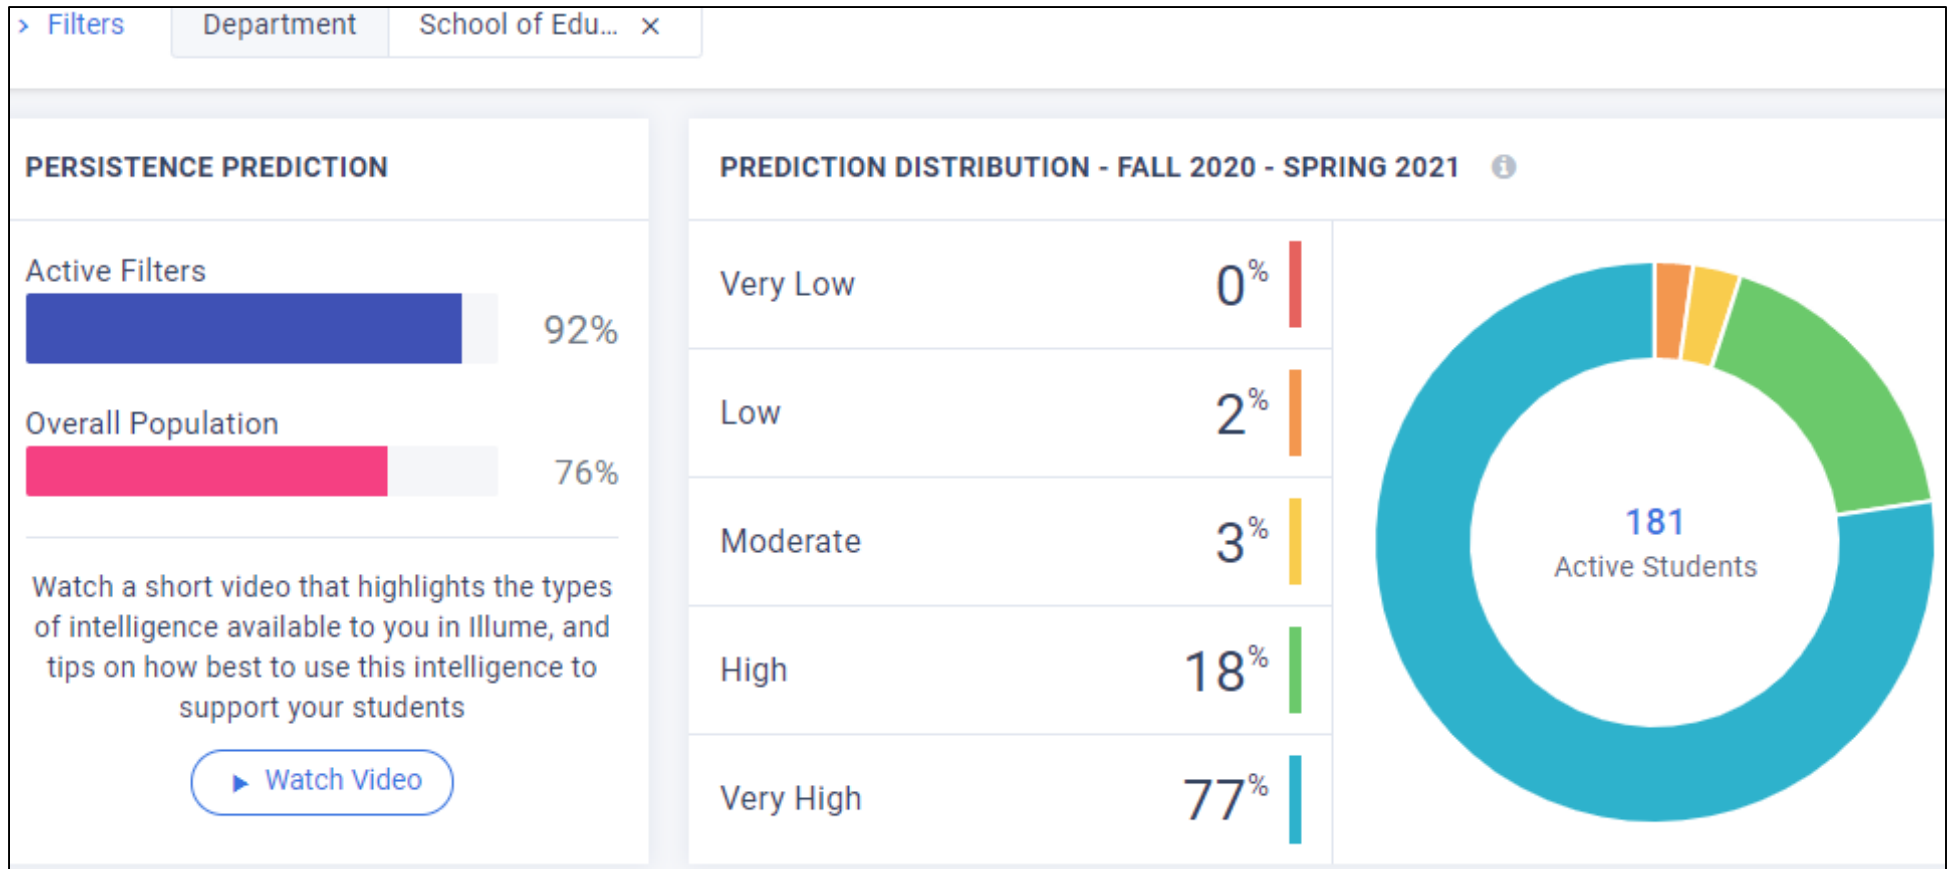 Filters
Department
School of Edu...
PERSISTENCE PREDICTION
Active Filters
92%
Overall Population
76%
Watch a short video that highlights the types
of intelligence available to you in Illume, and
tips on how best to use this intelligence to
support your students
Watch Video
PREDICTION DISTRIBUTION - FALL 2020 - SPRING 2021
Very Low 0%
Low 2%
Moderate 3%
High 18%
Very High 77%
181
Active Students